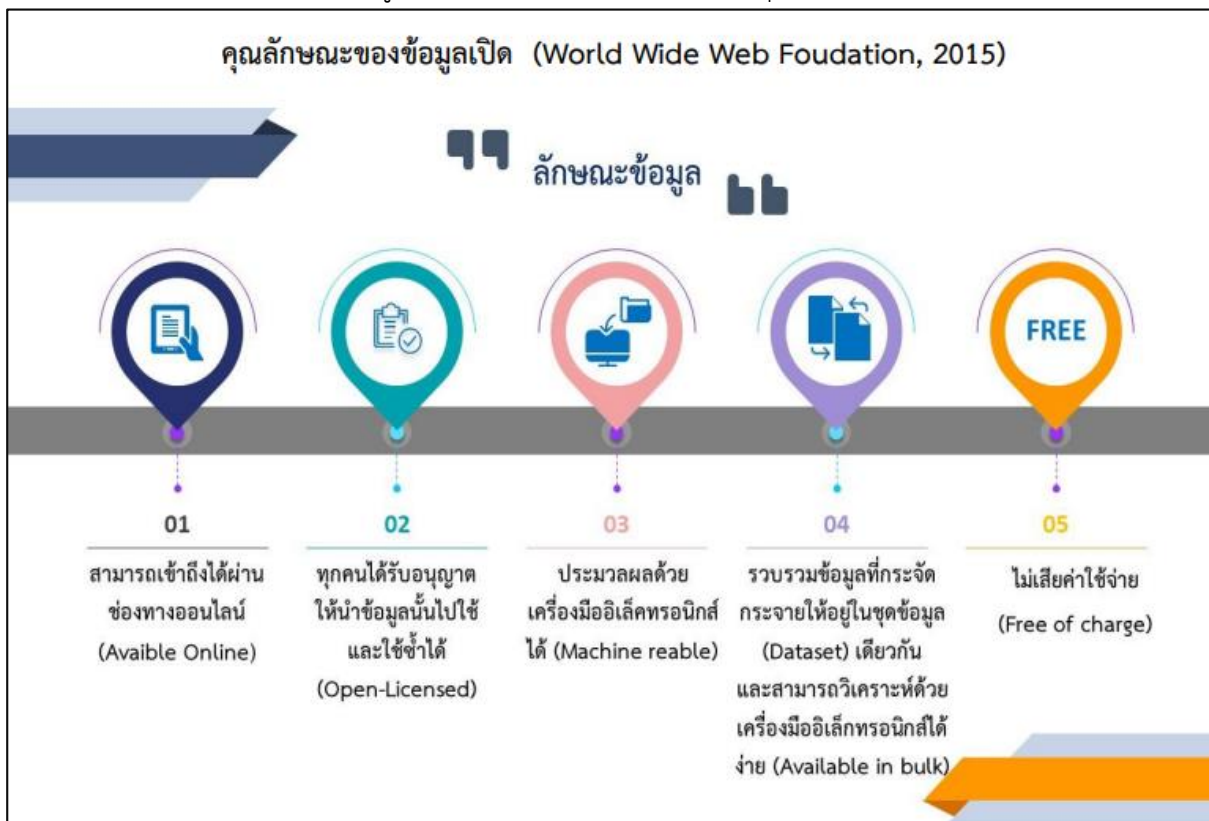 คุณลักษณะของข้อมูลเปิด (World Wide Web Foudation, 2015)
ลักษณะข้อมูล
FREE
01
สามารถเข้าถึงได้ผ่าน
ช่องทางออนไลน์
(Avaible Online)
02
ทุกคนได้รับอนุญาต
ให้นำข้อมูลนั้นไปใช้
และใช้ซ้ำได้
(Open-Licensed)
03
ประมวลผลด้วย
เครื่องมืออิเล็คทรอนิกส์
ได้ (Machine reable)
04
รวบรวมข้อมูลที่กระจัด
กระจายให้อยู่ในชุดข้อมูล
(Dataset) เดียวกัน
และสามารถวิเคราะห์ด้วย
เครื่องมืออิเล็กทรอนิกส์ได้
ง่าย (Available in bulk)
05
ไม่เสียค่าใช้จ่าย
(Free of charge)